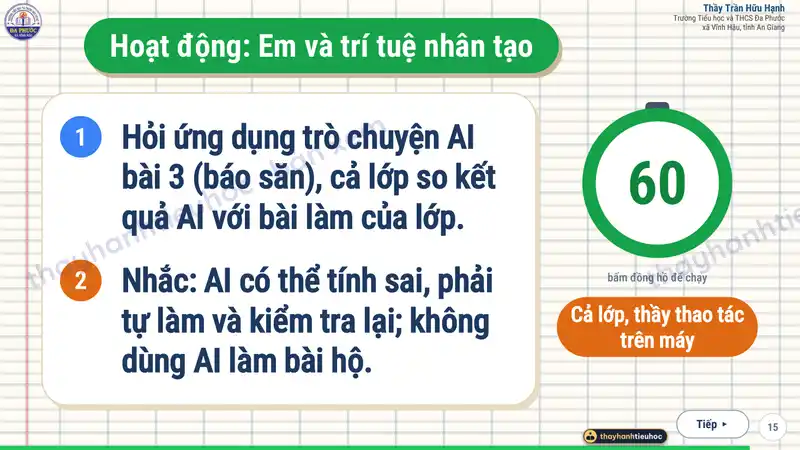 ĐA PHƯỚC
Thầy Trần Hữu Hạnh
Trường Tiểu học và THCS Đa Phước
xã Vĩnh Hậu, tỉnh An Giang
Hoạt động: Em và trí tuệ nhân tạo
1
Hỏi ứng dụng trò chuyện AI
bài 3 (báo săn), cả lớp so kết
quả AI với bài làm của lớp.
2
Nhắc: AI có thể tính sai, phải
tự làm và kiểm tra lại; không
dùng AI làm bài hộ.
60
bấm đồng hồ để chạy
Cả lớp, thầy thao tác
trên máy
Tiếp ▸
15
thayhanhtieuhoc